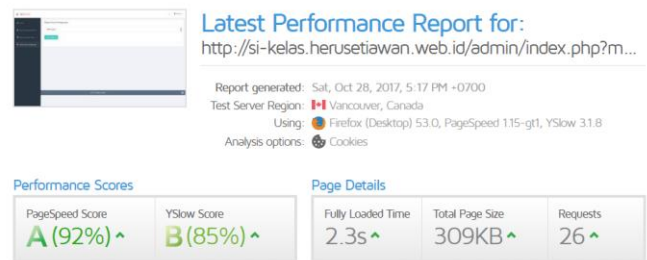 Latest Performance Report for:
http://si-kelas.herusetiawan.web.id/admin/index.php?m...
Report generated: Sat, Oct 28, 2017, 5:17 PM +0700
Test Server Region: Vancouver, Canada
Using: Firefox (Desktop) 53.0, PageSpeed 1.15-gt1, YSlow 3.1.8
Analysis options: Cookies
Performance Scores
PageSpeed Score
A (92%)
YSlow Score
B (85%)
Page Details
Fully Loaded Time
2.3s
Total Page Size
309KB
Requests
26